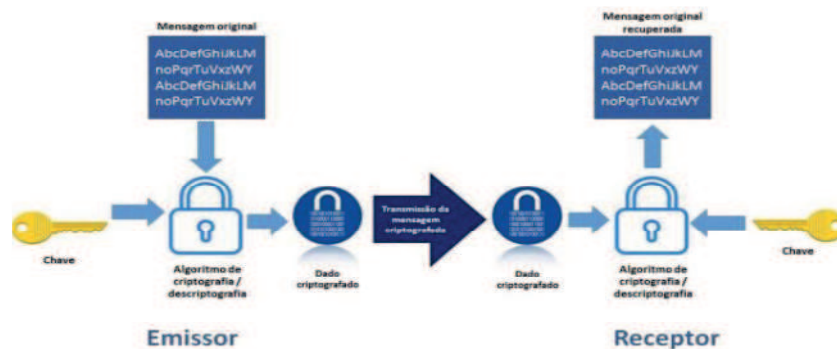 Mensagem original
AbcDefGhiJkLM
noPqrTuVxzWY
AbcDefGhiJkLM
noPqrTuVxzWY
Chave
Algoritmo de
criptografia /
descriptografia
Dado
criptografado
Emissor
Transmissão da
mensagem
criptografada
Mensagem original
recuperada
AbcDefGhiJkLM
noPqrTuVxzWY
AbcDefGhiJkLM
noPqrTuVxzWY
Dado
criptografado
Algoritmo de
criptografia /
descriptografia
Chave
Receptor